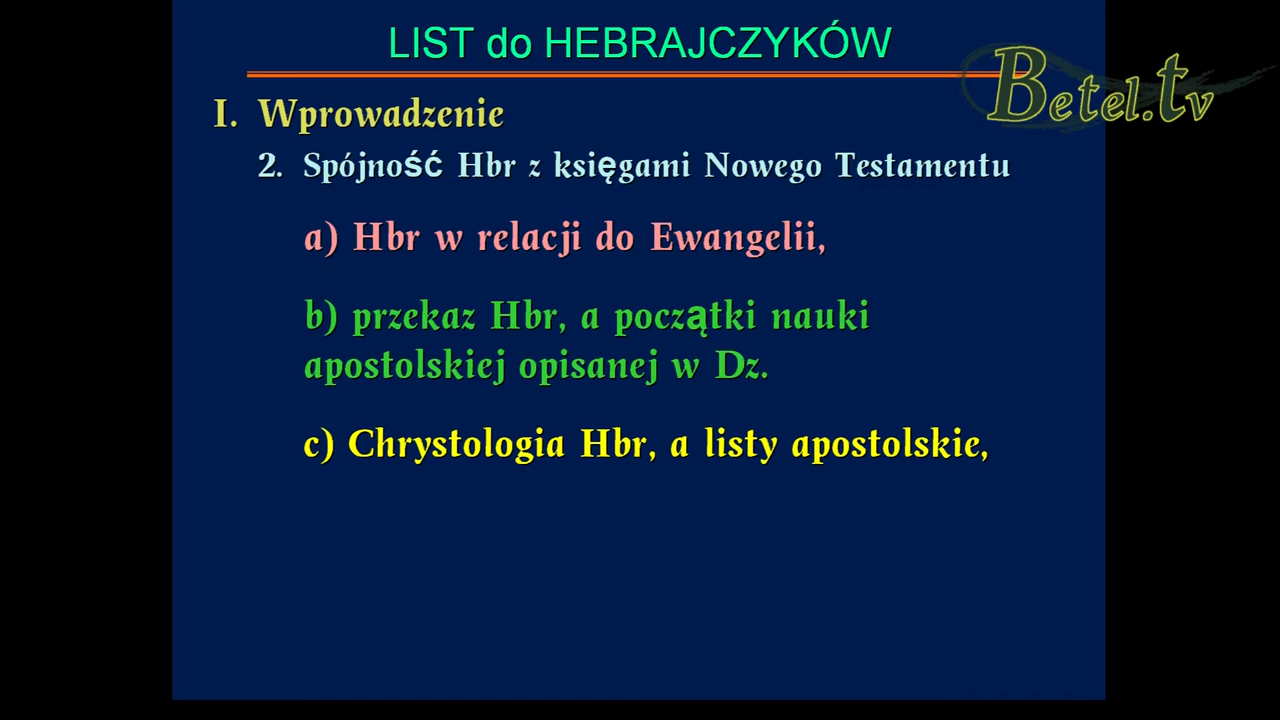 LIST do HEBRAJCZYKÓW
Betel.tv
I. Wprowadzenie
2. Spójność Hbr z księgami Nowego Testamentu
a) Hbr w relacji do Ewangelii,
b) przekaz Hbr, a początki nauki
apostolskiej opisanej w Dz.
c) Chrystologia Hbr, a listy apostolskie,